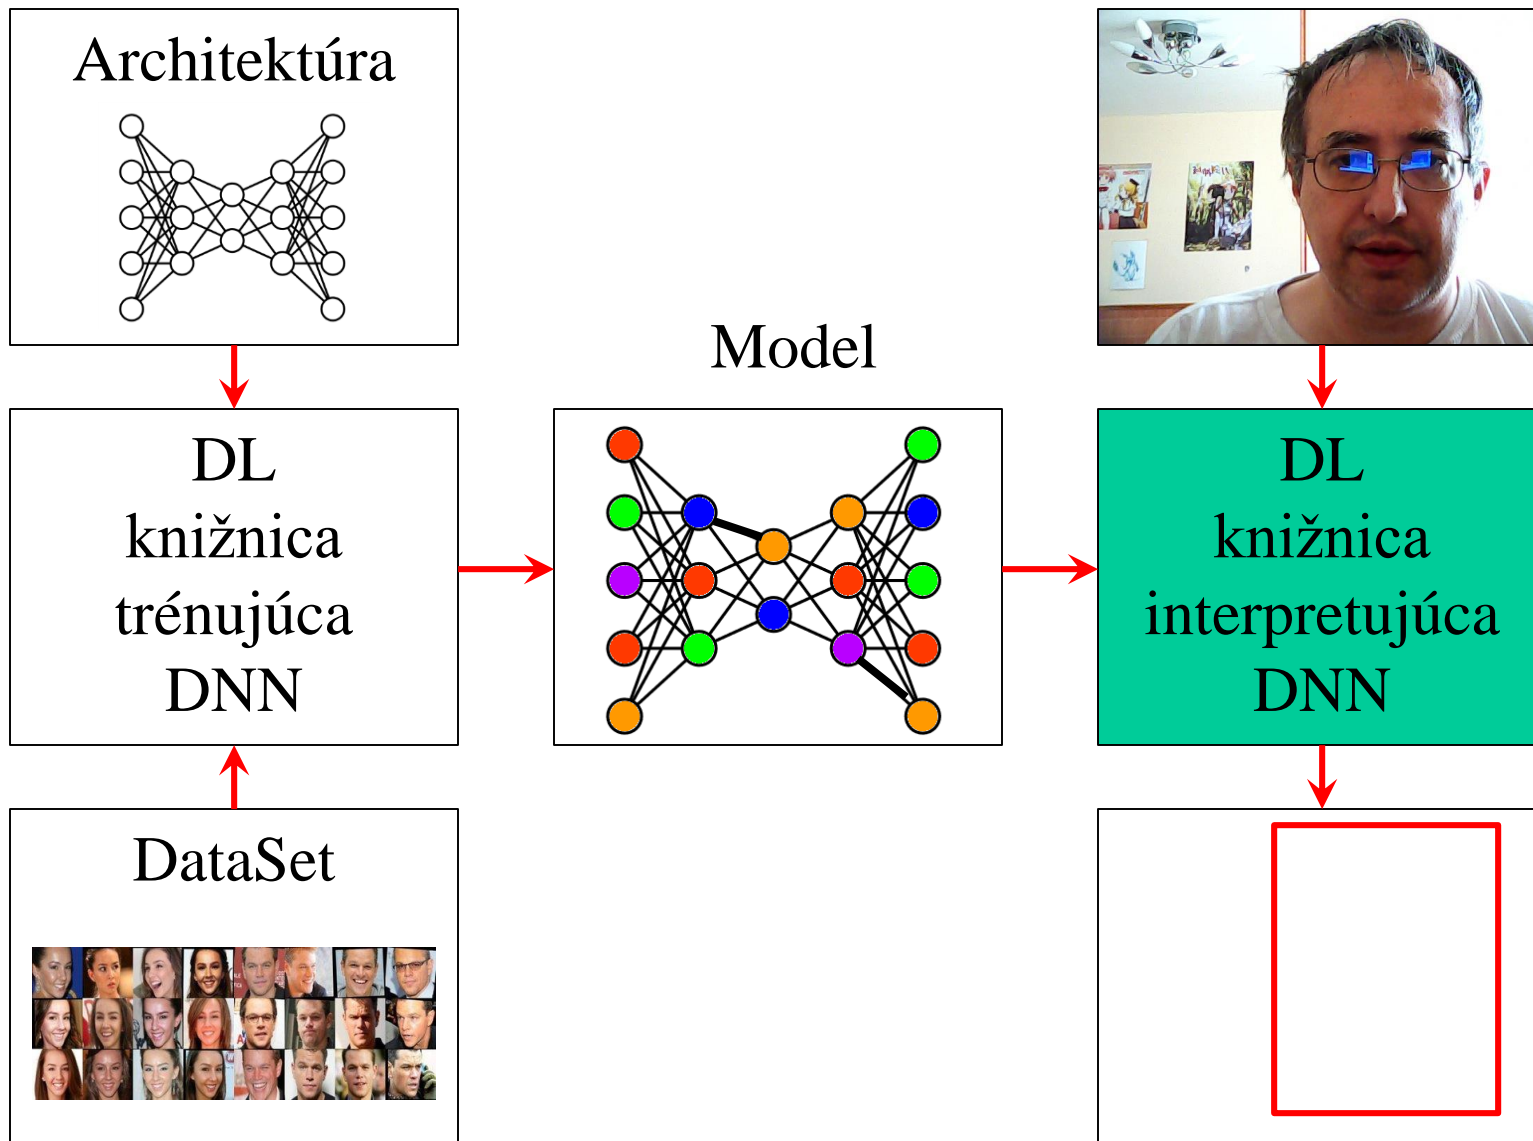 Architektúra
Model
DL
knižnica
trénujúca
DNN
DL
knižnica
interpretujúca
DNN
DataSet